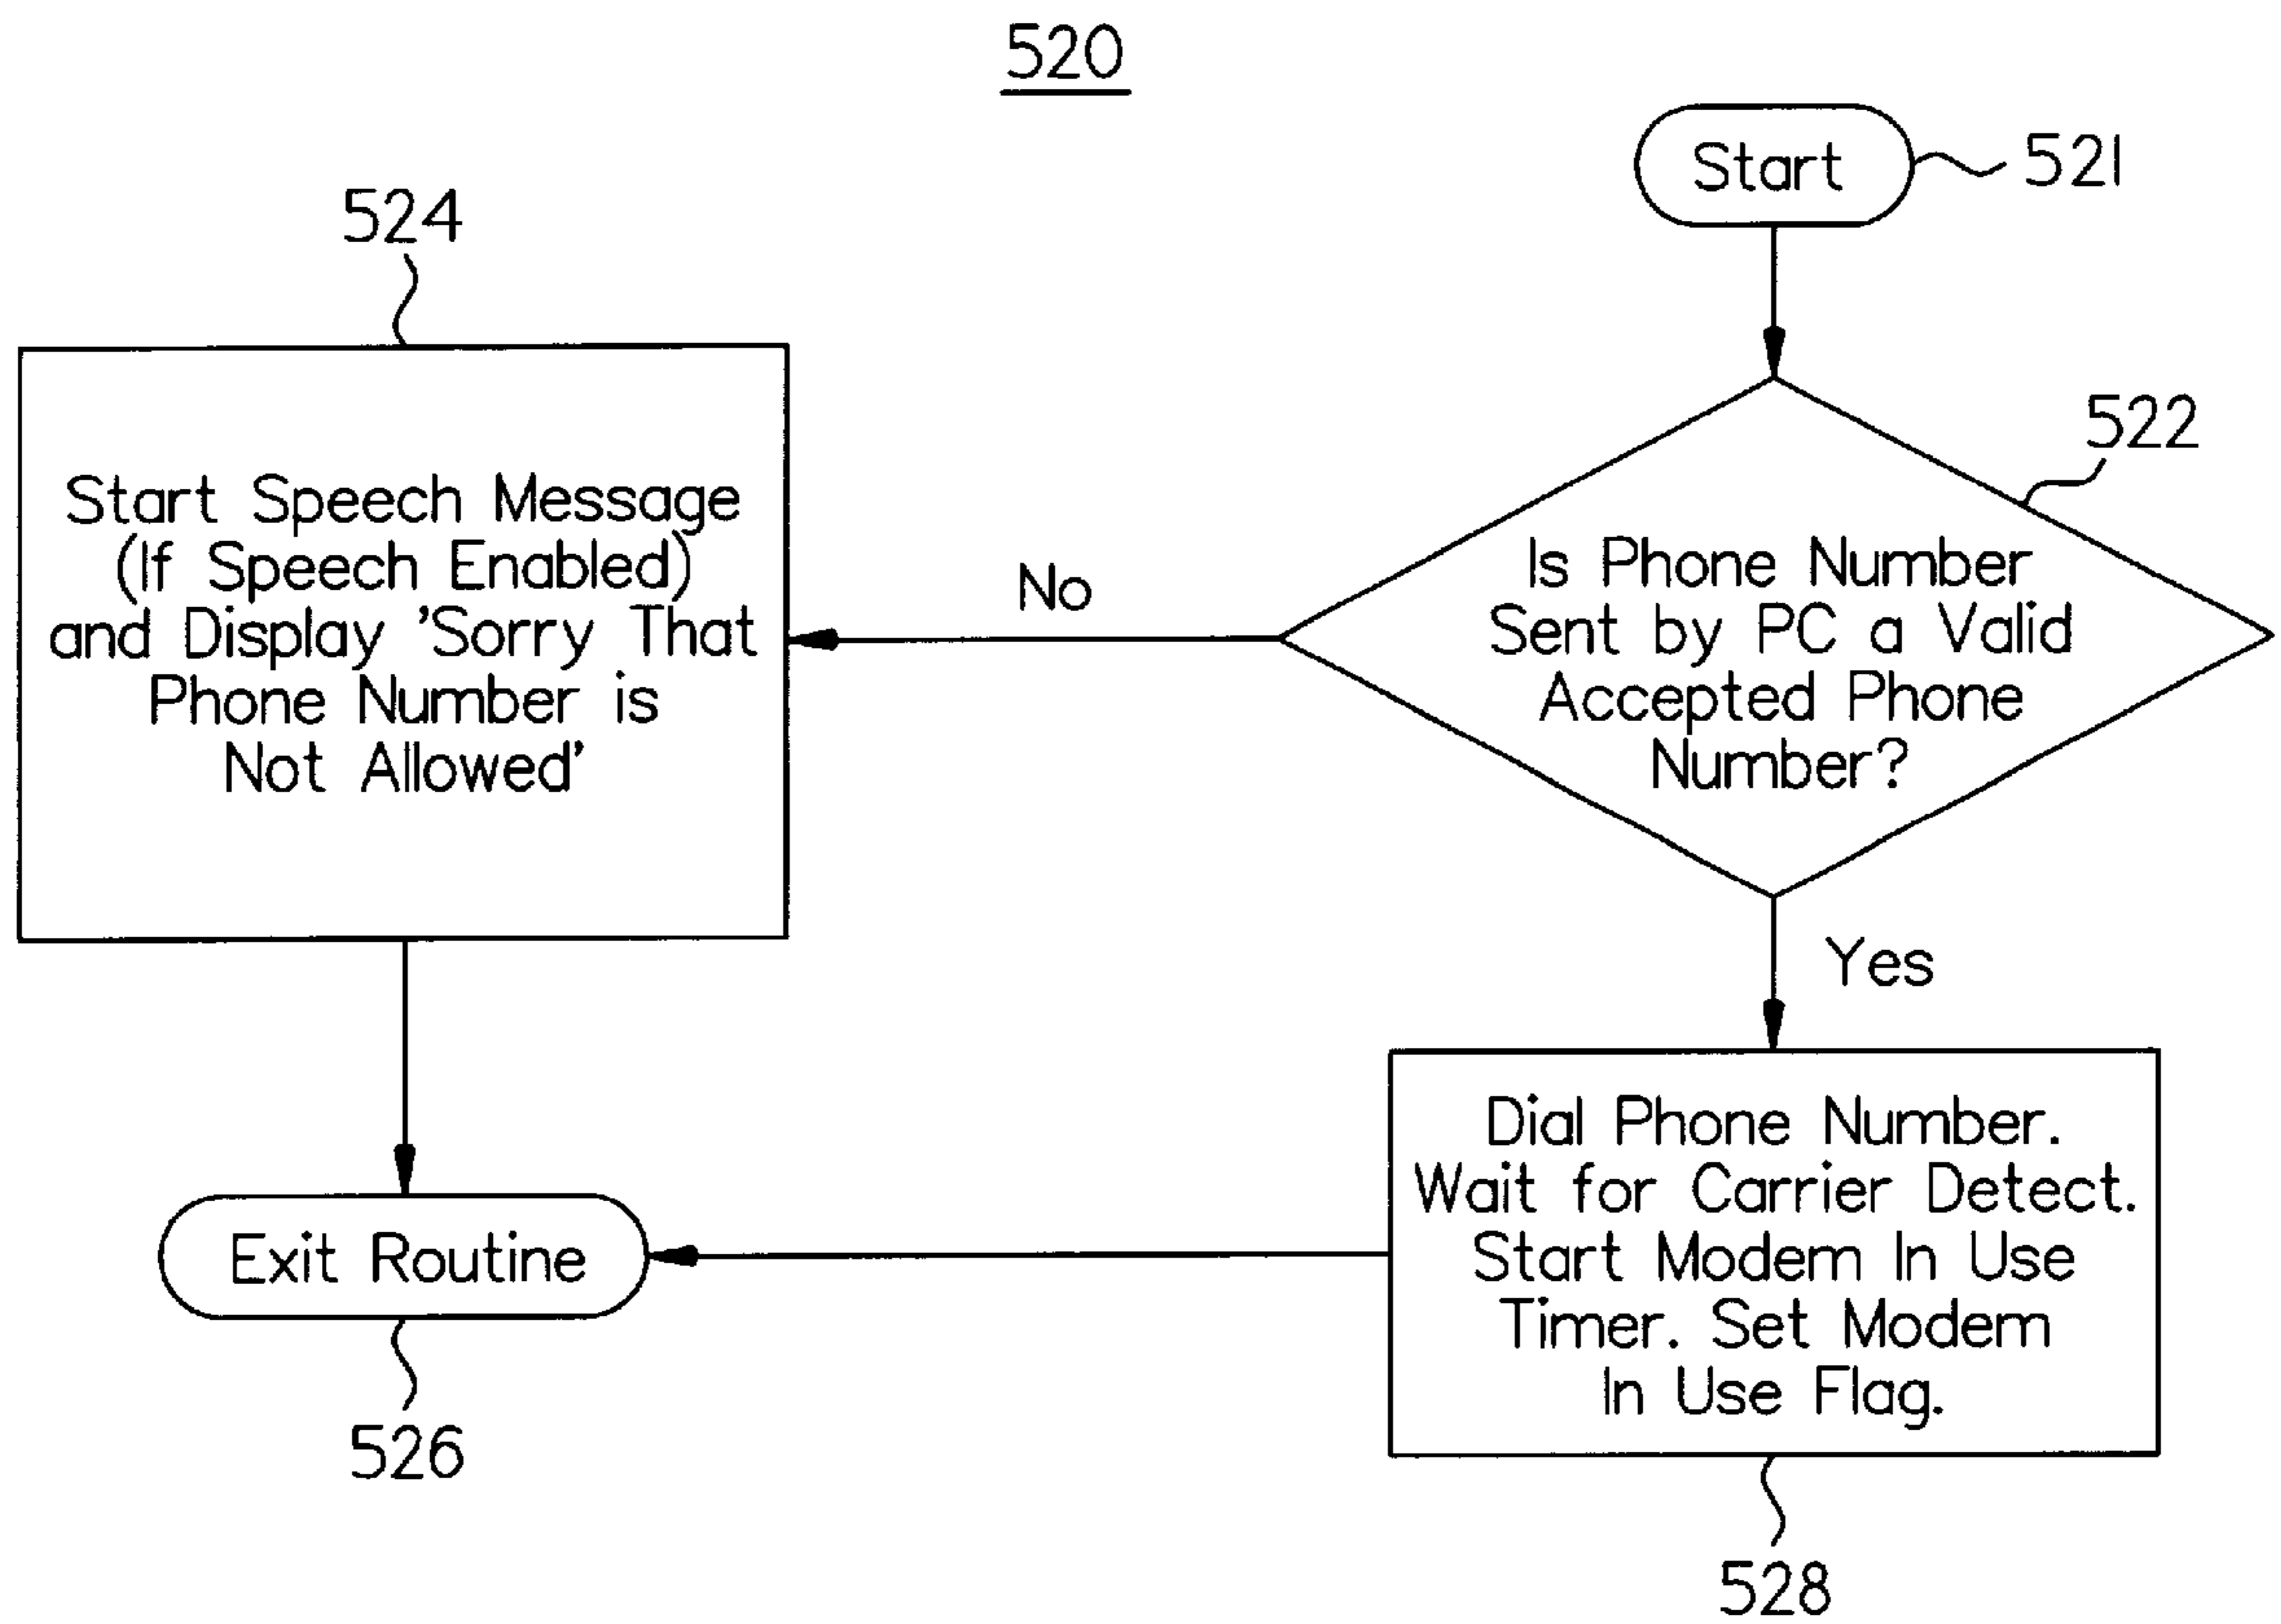 520
Start
521
524
522
Start Speech Message
(If Speech Enabled)
and Display 'Sorry That
Phone Number is
Not Allowed'
No
Is Phone Number
Sent by PC a Valid
Accepted Phone
Number?
Yes
Dial Phone Number.
Wait for Carrier Detect.
Start Modem In Use
Timer. Set Modem
In Use Flag.
Exit Routine
526
528